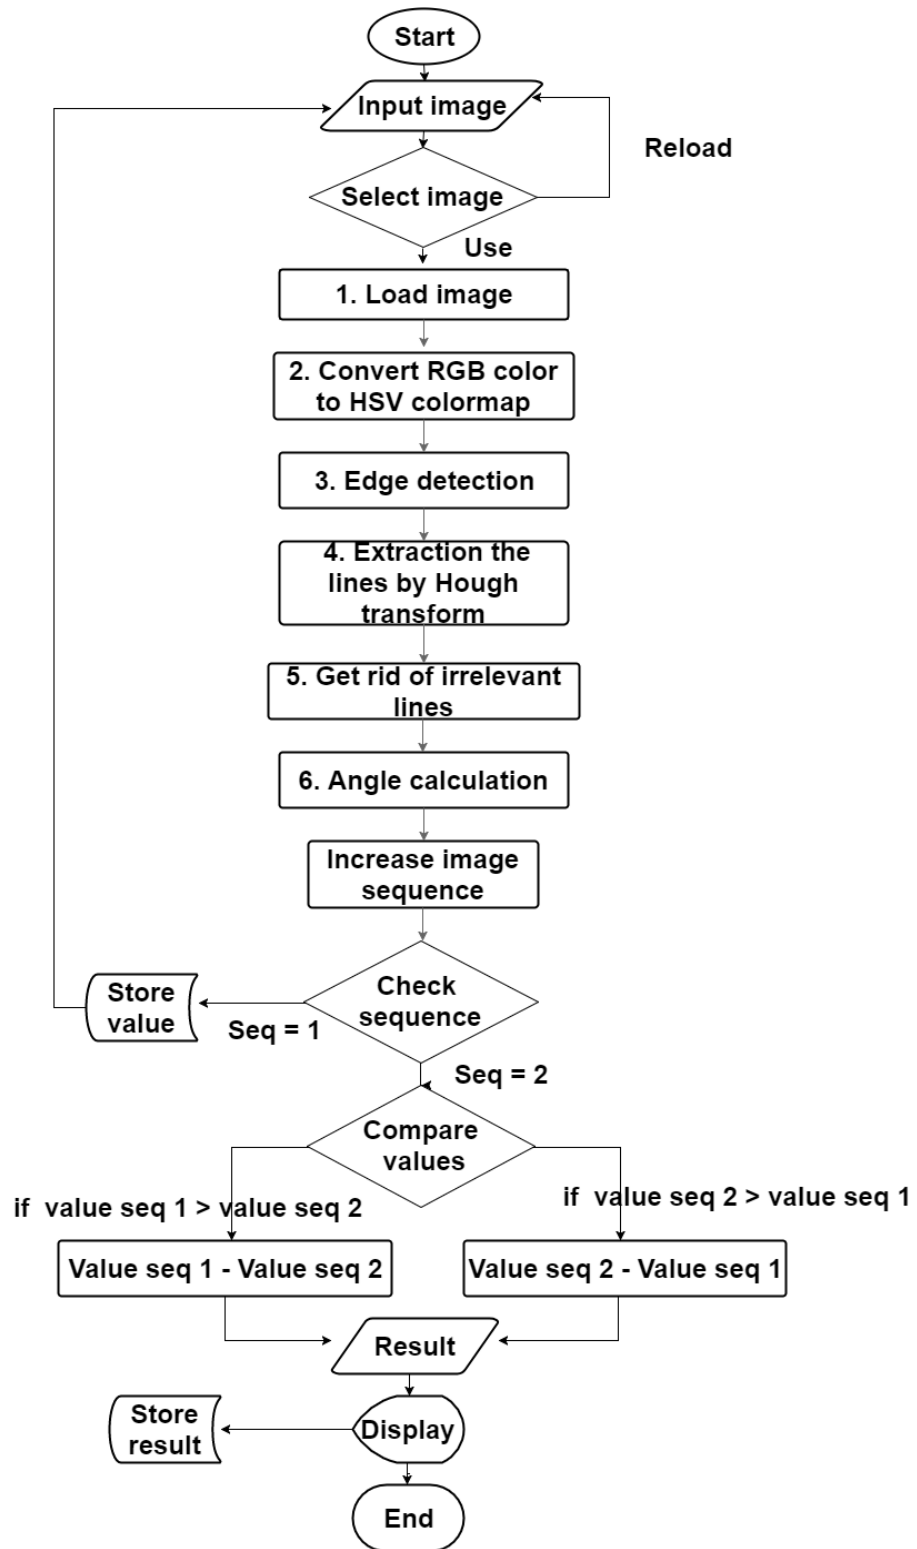 Start
Input image
Reload
Select image
Use
1. Load image
2. Convert RGB color
to HSV colormap
3. Edge detection
4. Extraction the
lines by Hough
transform
5. Get rid of irrelevant
lines
6. Angle calculation
Increase image
sequence
Check
sequence
Store
value
Seq = 1
Seq = 2
Compare
values
if value seq 1 > value seq 2
if value seq 2 > value seq 1
Value seq 1 - Value seq 2
Value seq 2 - Value seq 1
Result
Store
result
Display
End